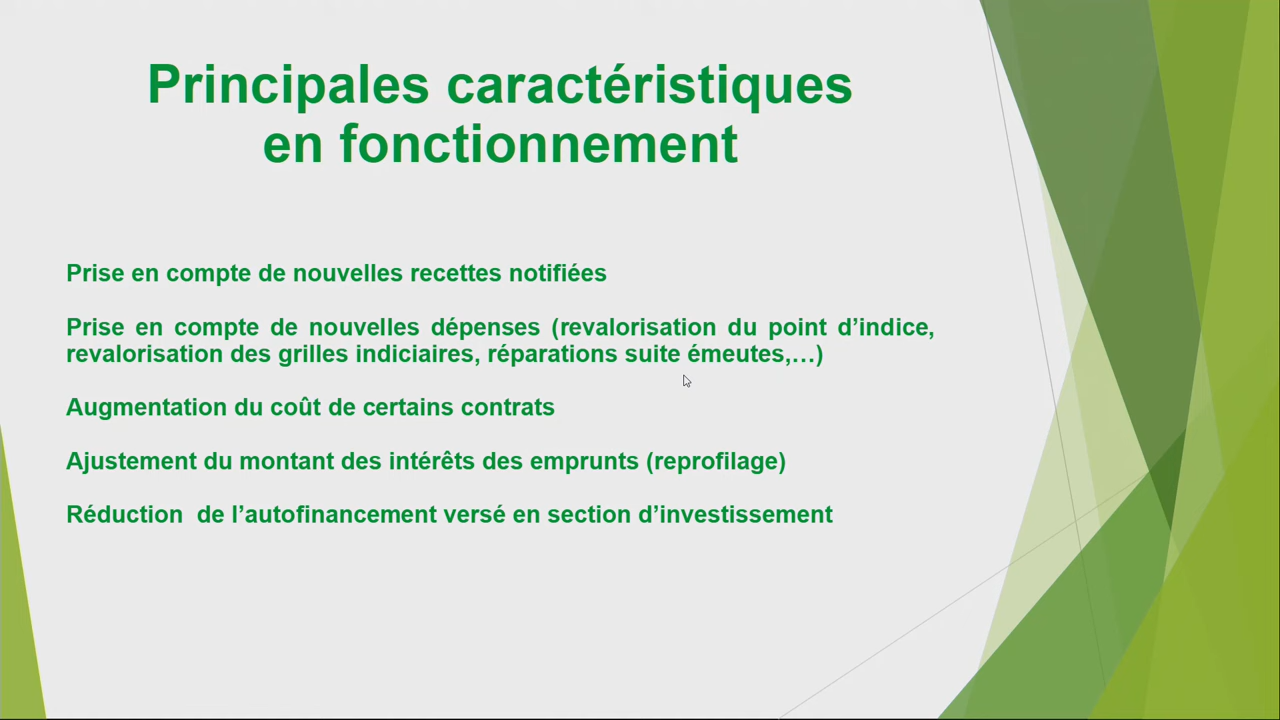 Principales caractéristiques
en fonctionnement
Prise en compte de nouvelles recettes notifiées
Prise en compte de nouvelles dépenses (revalorisation du point d’indice,
revalorisation des grilles indiciaires, réparations suite émeutes,…)
Augmentation du coût de certains contrats
Ajustement du montant des intérêts des emprunts (reprofilage)
Réduction  de l’autofinancement versé en section d’investissement